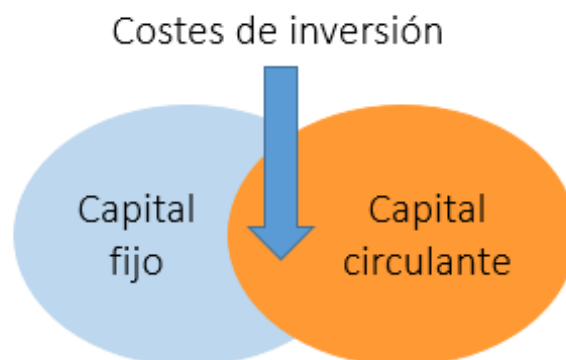 Costes de inversión
Capital
fijo
Capital
circulante